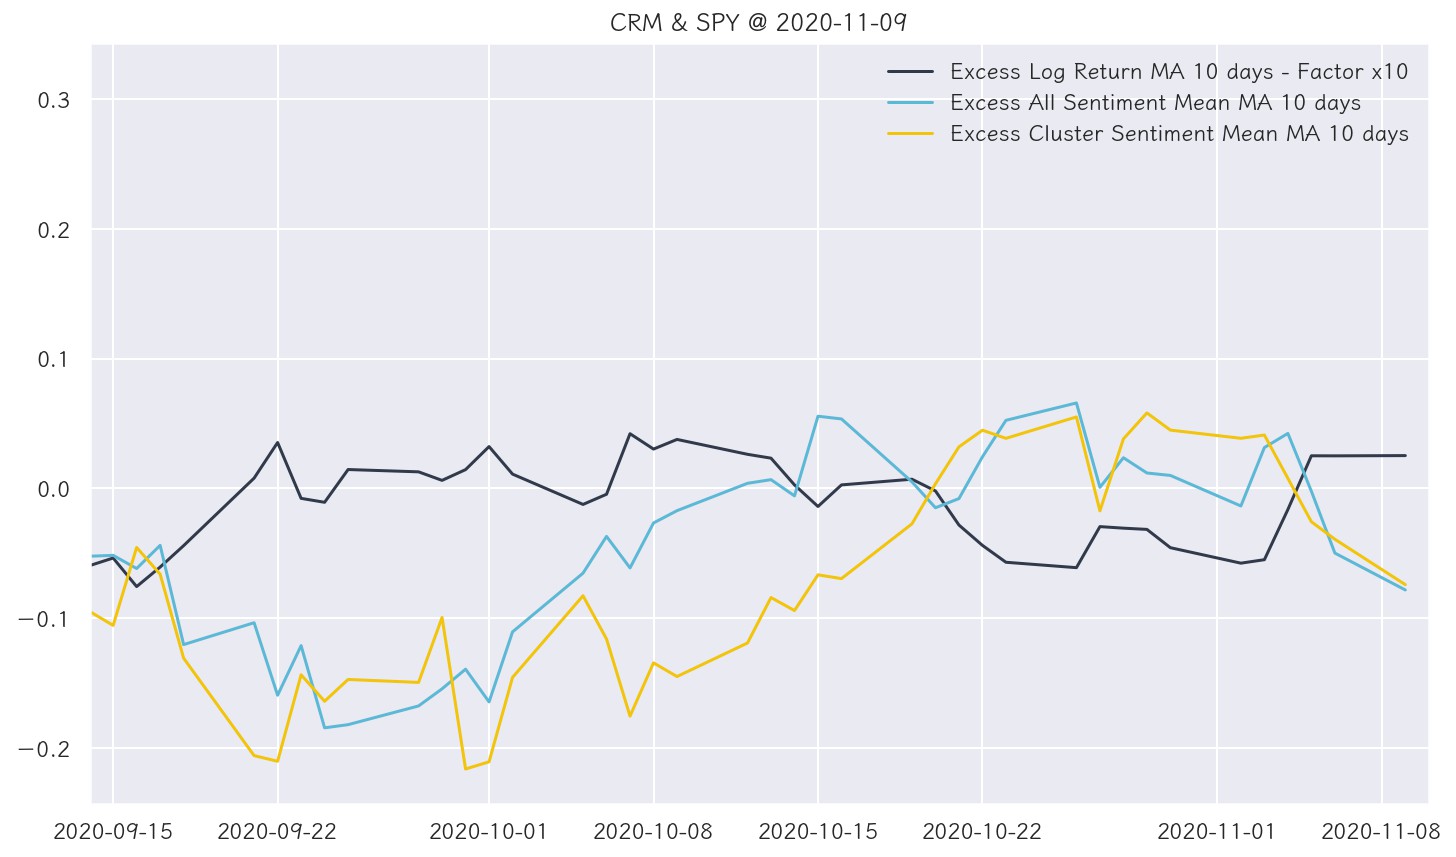 CRM & SPY @ 2020-11-09
Excess Log Return MA 10 days - Factor x10
Excess All Sentiment Mean MA 10 days
Excess Cluster Sentiment Mean MA 10 days
0.3
0.2
0.1
0.0
−0.1
−0.2
2020-09-15 2020-09-22 2020-10-01 2020-10-08 2020-10-15 2020-10-22 2020-11-01 2020-11-08